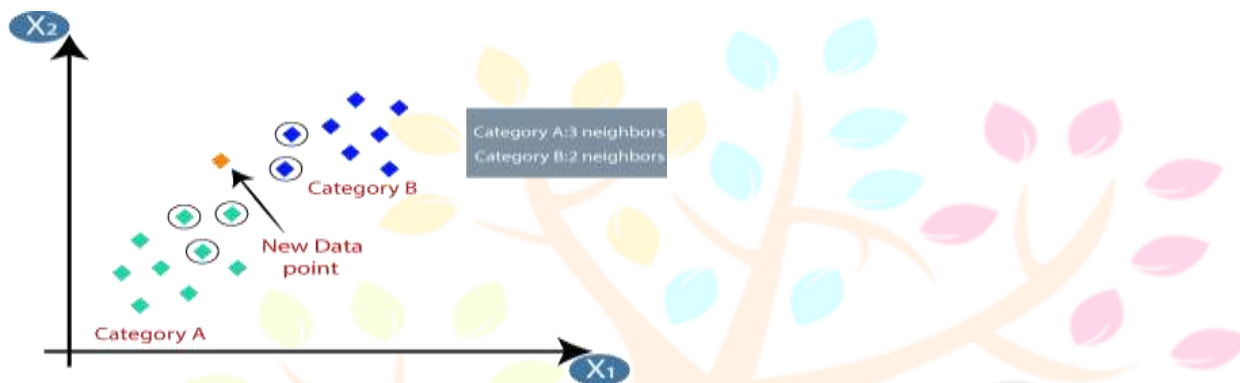 X2
Category A:3 neighbors
Category B:2 neighbors
Category B
New Data
point
Category A
X1